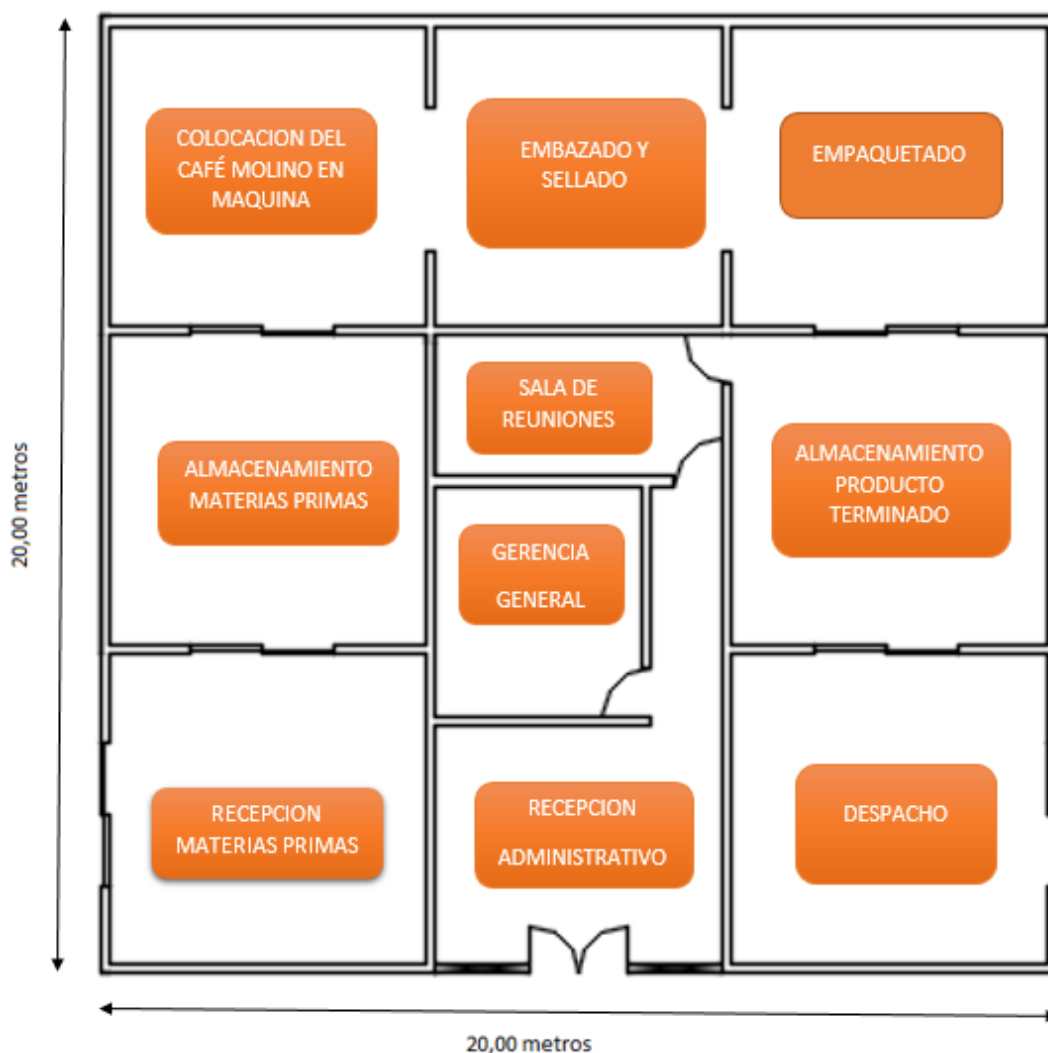 COLOCACION DEL
CAFÉ MOLINO EN
MAQUINA
EMBAZADO Y
SELLADO
EMPAQUETADO
SALA DE
REUNIONES
ALMACENAMIENTO
MATERIAS PRIMAS
ALMACENAMIENTO
PRODUCTO
TERMINADO
GERENCIA
GENERAL
RECEPCION
MATERIAS PRIMAS
RECEPCION
ADMINISTRATIVO
DESPACHO
20,00 metros
20,00 metros